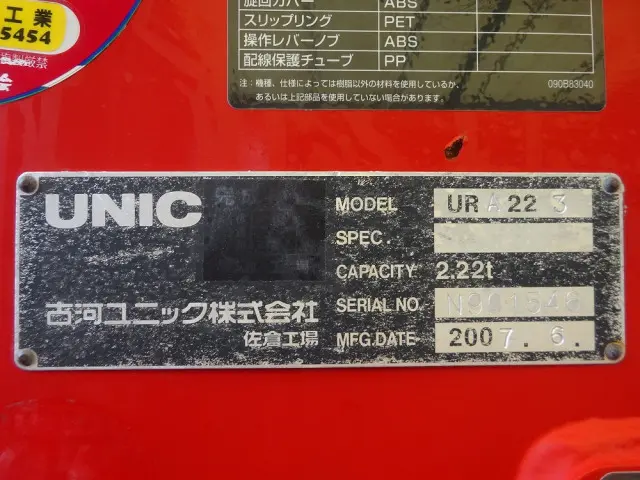 工業
5454
旋回カバー ABS
スリップリング PET
操作レバーノブ ABS
配線保護チューブ PP
注:機種、仕様によっては樹脂以外の材料を使用しているか、
あるいは上記部品を使用していない場合があります。
090B83040
UNIC
MODEL URA223
SPEC.
CAPACITY 2.22t
古河ユニック株式会社
佐倉工場
SERIAL NO.
MFG.DATE 2007. 6.